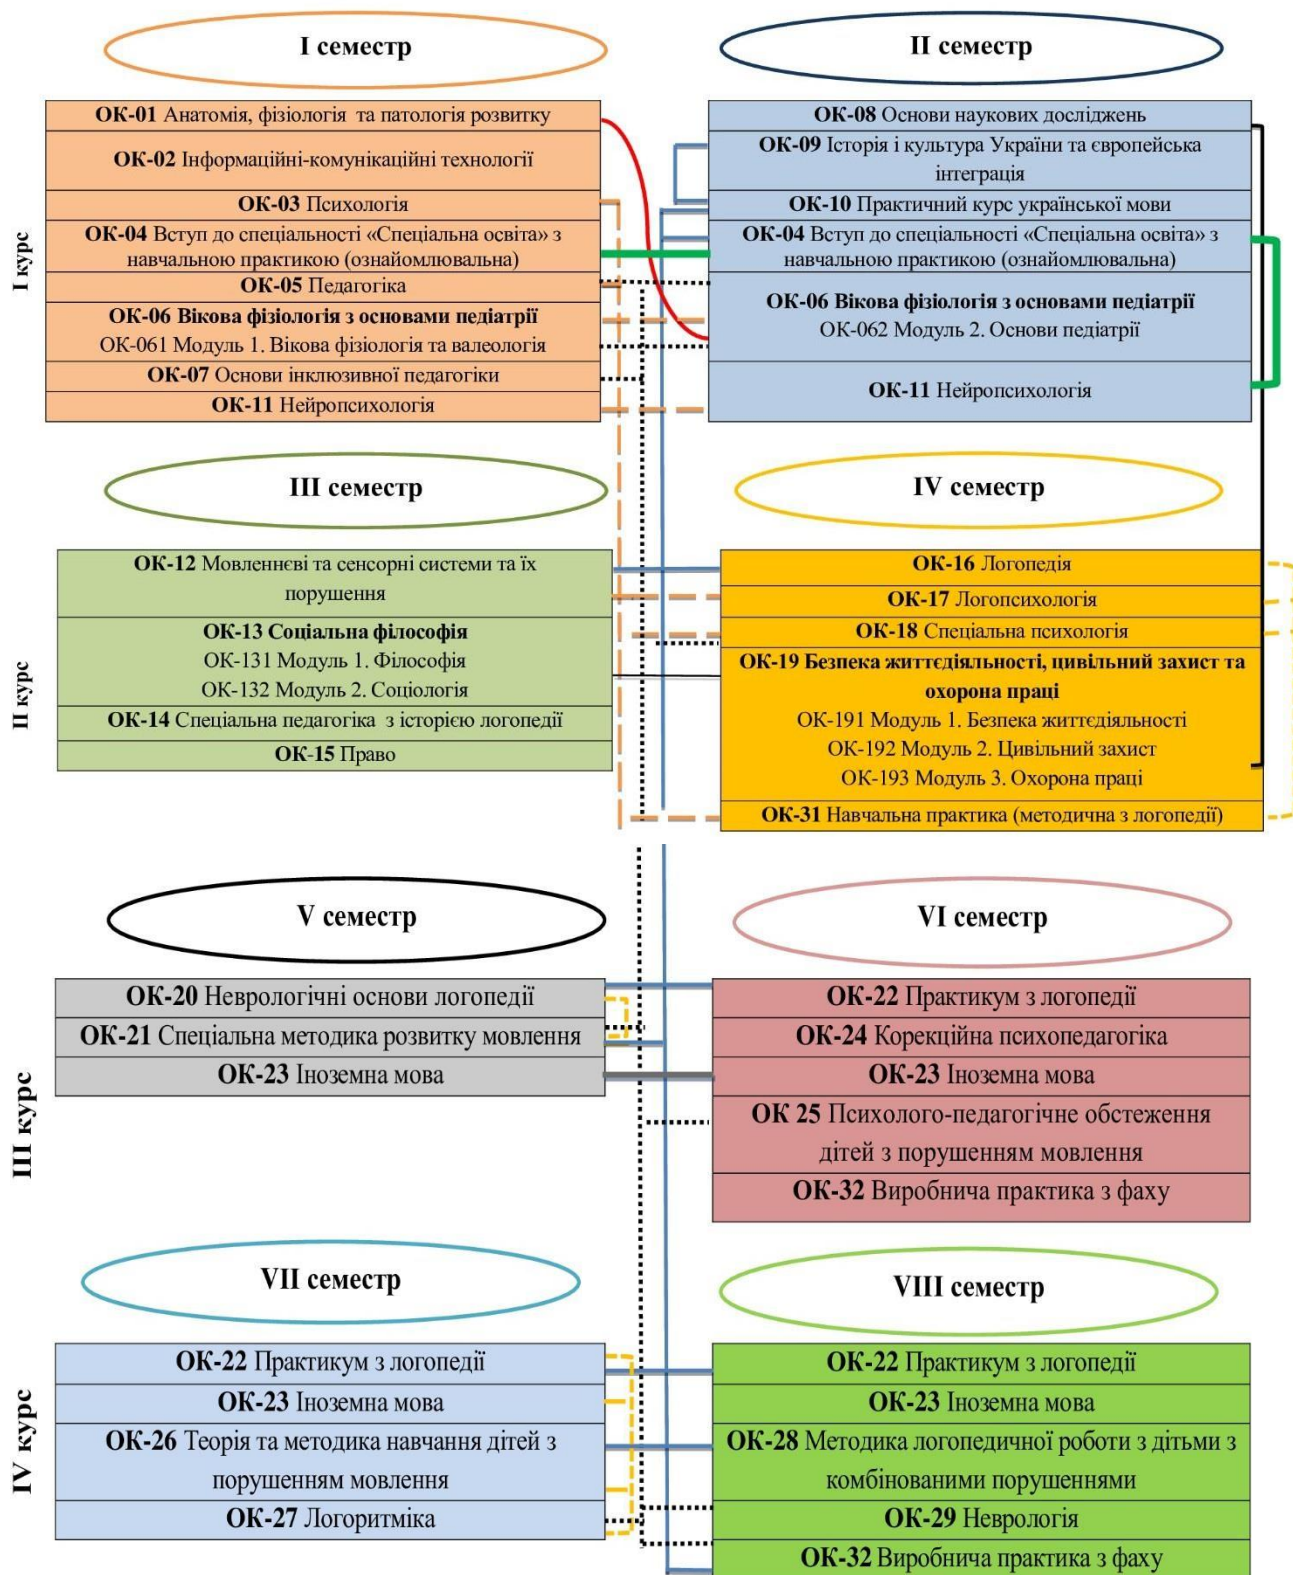 I семестр
II семестр
I курс
ОК-01 Анатомія, фізіологія та патологія розвитку
ОК-02 Інформаційні-комунікаційні технології
ОК-03 Психологія
ОК-04 Вступ до спеціальності «Спеціальна освіта» з
навчальною практикою (ознайомлювальна)
ОК-05 Педагогіка
ОК-06 Вікова фізіологія з основами педіатрії
ОК-061 Модуль 1. Вікова фізіологія та валеологія
ОК-07 Основи інклюзивної педагогіки
ОК-11 Нейропсихологія
ОК-08 Основи наукових досліджень
ОК-09 Історія і культура України та європейська
інтеграція
ОК-10 Практичний курс української мови
ОК-04 Вступ до спеціальності «Спеціальна освіта» з
навчальною практикою (ознайомлювальна)
ОК-06 Вікова фізіологія з основами педіатрії
ОК-062 Модуль 2. Основи педіатрії
ОК-11 Нейропсихологія
III семестр
IV семестр
II курс
ОК-12 Мовленнєві та сенсорні системи та їх
порушення
ОК-13 Соціальна філософія
ОК-131 Модуль 1. Філософія
ОК-132 Модуль 2. Соціологія
ОК-14 Спеціальна педагогіка з історією логопедії
ОК-15 Право
ОК-16 Логопедія
ОК-17 Логопсихологія
ОК-18 Спеціальна психологія
ОК-19 Безпека життєдіяльності, цивільний захист та
охорона праці
ОК-191 Модуль 1. Безпека життєдіяльності
ОК-192 Модуль 2. Цивільний захист
ОК-193 Модуль 3. Охорона праці
ОК-31 Навчальна практика (методична з логопедії)
V семестр
VI семестр
III курс
ОК-20 Неврологічні основи логопедії
ОК-21 Спеціальна методика розвитку мовлення
ОК-23 Іноземна мова
ОК-22 Практикум з логопедії
ОК-24 Корекційна психопедагогіка
ОК-23 Іноземна мова
ОК 25 Психолого-педагогічне обстеження
дітей з порушенням мовлення
ОК-32 Виробнича практика з фаху
VII семестр
VIII семестр
IV курс
ОК-22 Практикум з логопедії
ОК-23 Іноземна мова
ОК-26 Теорія та методика навчання дітей з
порушенням мовлення
ОК-27 Логоритміка
ОК-22 Практикум з логопедії
ОК-23 Іноземна мова
ОК-28 Методика логопедичної роботи з дітьми з
комбінованими порушеннями
ОК-29 Неврологія
ОК-32 Виробнича практика з фаху